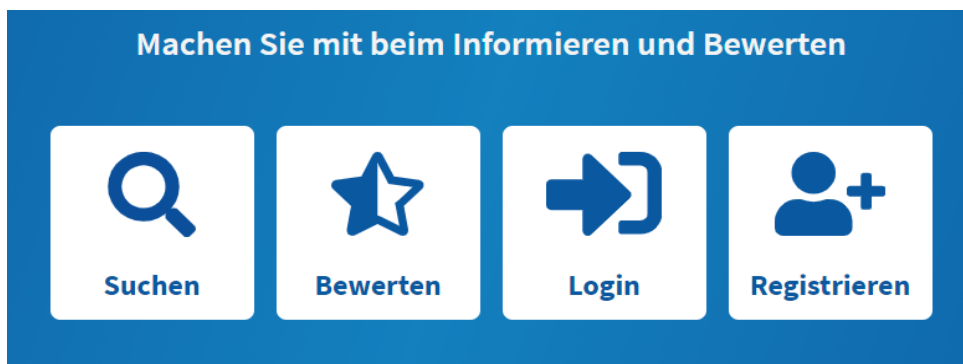 Machen Sie mit beim Informieren und Bewerten
Suchen
Bewerten
Login
Registrieren